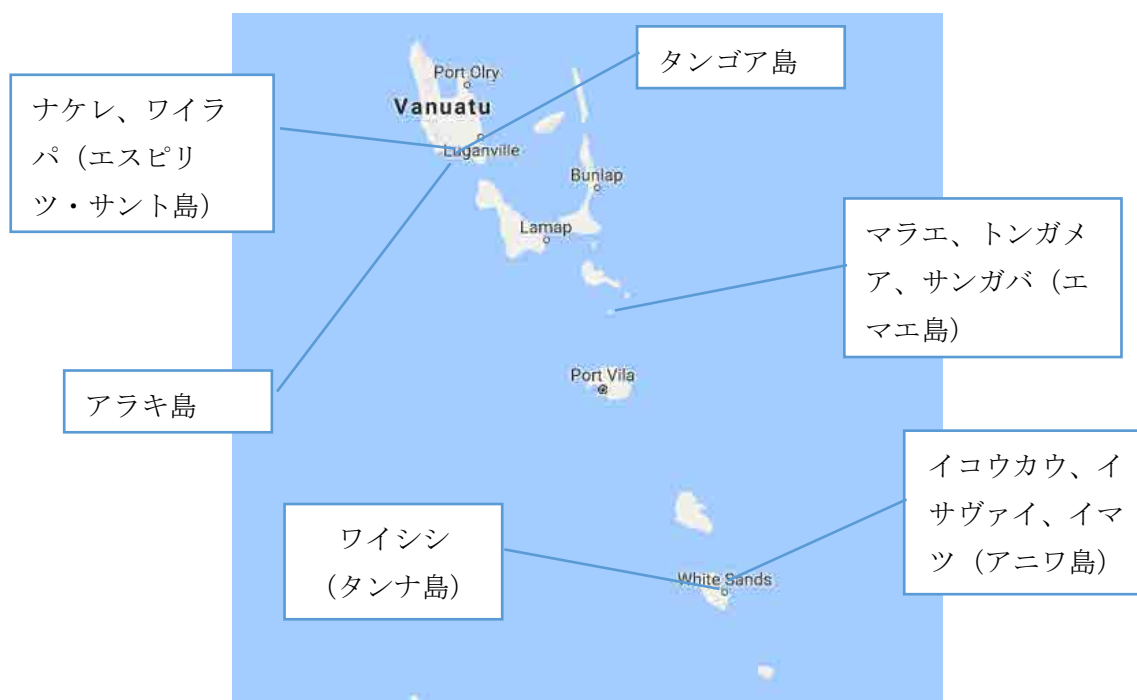 タンゴア島
Port Olry
Vanuatu
Luganville
ナケレ、ワイラ
パ（エスピリ
ツ・サント島）
Bunlap
Lamap
マラエ、トンガメ
ア、サンガバ（エ
マエ島）
Port Vila
アラキ島
イコウカウ、イ
サヴァイ、イマ
ツ（アニワ島）
ワイシシ
（タンナ島）
White Sands